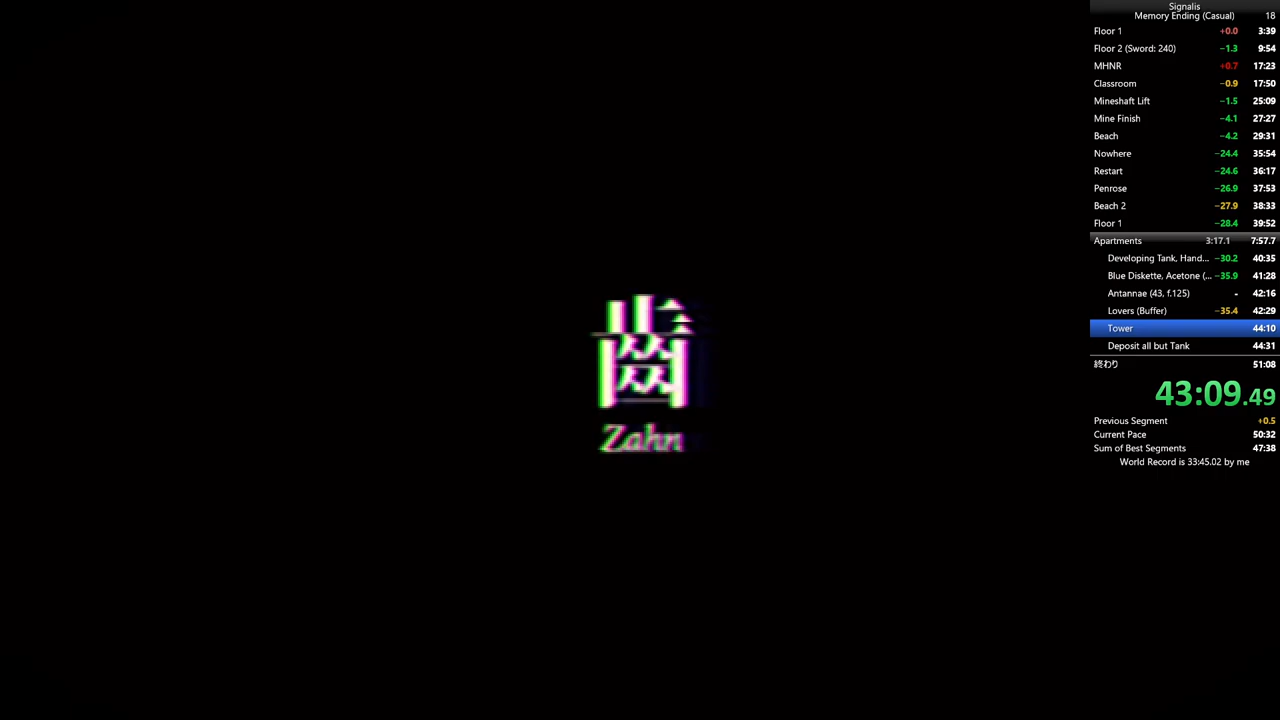 齒
Zahn
Signalis
Memory Ending (Casual) 18
Floor 1 +0.0 3:39
Floor 2 (Sword: 240) −1.3 9:54
MHNR +0.7 17:23
Classroom −0.9 17:50
Mineshaft Lift −1.5 25:09
Mine Finish −4.1 27:27
Beach −4.2 29:31
Nowhere −24.4 35:54
Restart −24.6 36:17
Penrose −26.9 37:53
Beach 2 −27.9 38:33
Floor 1 −28.4 39:52
Apartments 3:17.1 7:57.7
Developing Tank, Hand... −30.2 40:35
Blue Diskette, Acetone (... −35.9 41:28
Antannae (43, f.125) - 42:16
Lovers (Buffer) −35.4 42:29
Tower 44:10
Deposit all but Tank 44:31
終わり 51:08
43:09.49
Previous Segment +0.5
Current Pace 50:32
Sum of Best Segments 47:38
World Record is 33:45.02 by me